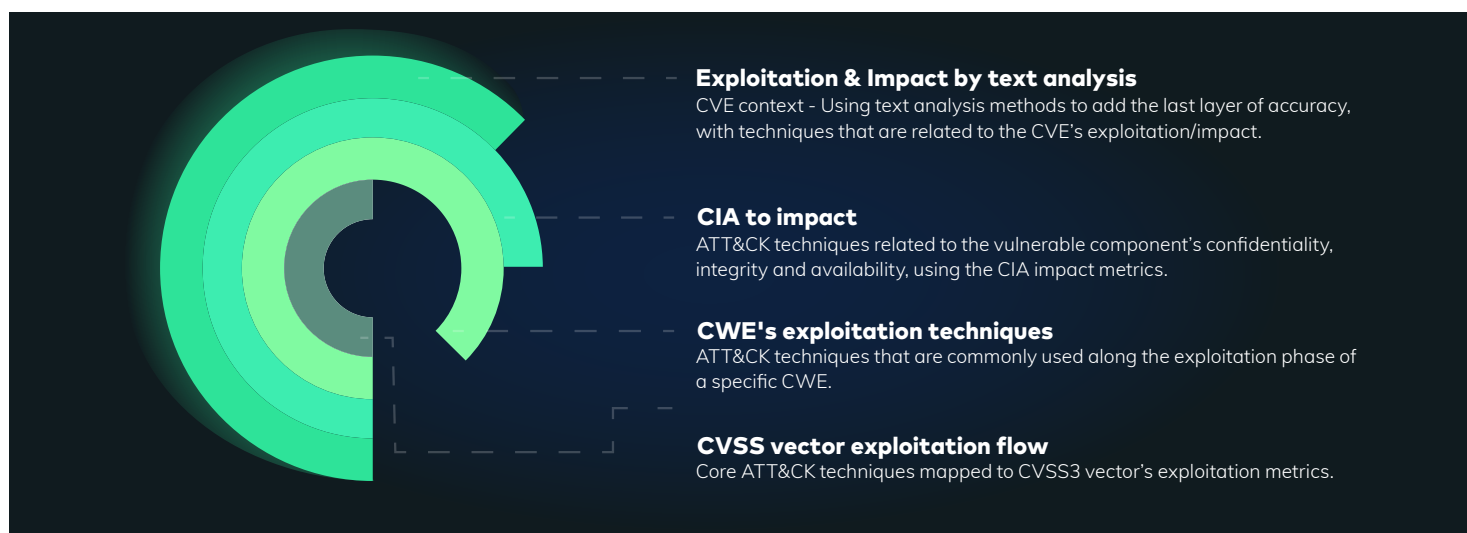 Exploitation & Impact by text analysis
CVE context - Using text analysis methods to add the last layer of accuracy,
with techniques that are related to the CVE’s exploitation/impact.
CIA to impact
ATT&CK techniques related to the vulnerable component’s confidentiality,
integrity and availability, using the CIA impact metrics.
CWE's exploitation techniques
ATT&CK techniques that are commonly used along the exploitation phase of
a specific CWE.
CVSS vector exploitation flow
Core ATT&CK techniques mapped to CVSS3 vector’s exploitation metrics.